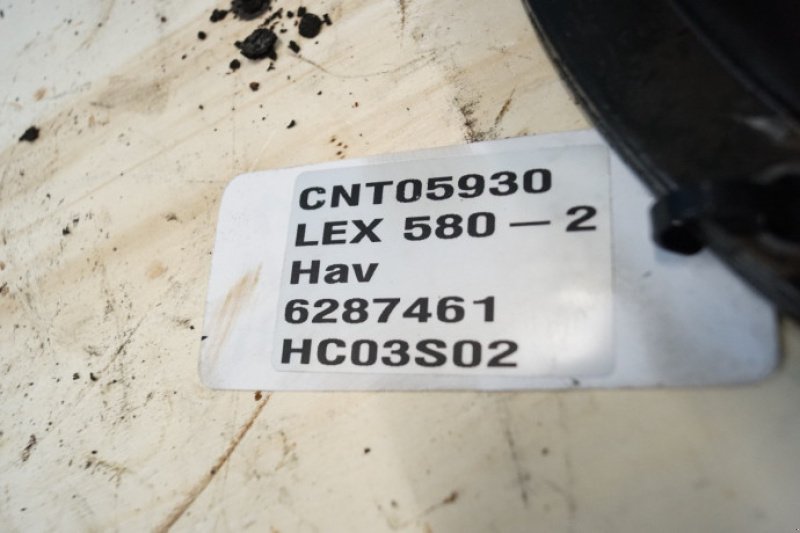 CNT05930
LEX 580 – 2
Hav
6287461
HC03S02